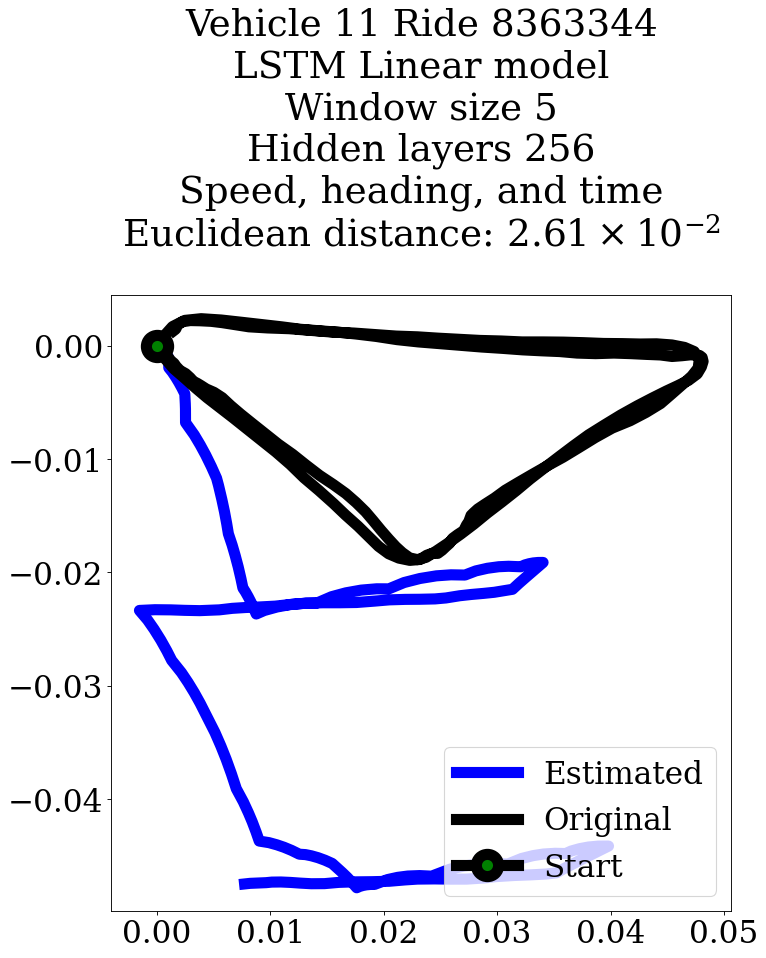 Vehicle 11 Ride 8363344
LSTM Linear model
Window size 5
Hidden layers 256
Speed, heading, and time
Euclidean distance: 2.61 × 10⁻²
0.00
−0.01
−0.02
−0.03
−0.04
Estimated
Original
Start
0.00 0.01 0.02 0.03 0.04 0.05